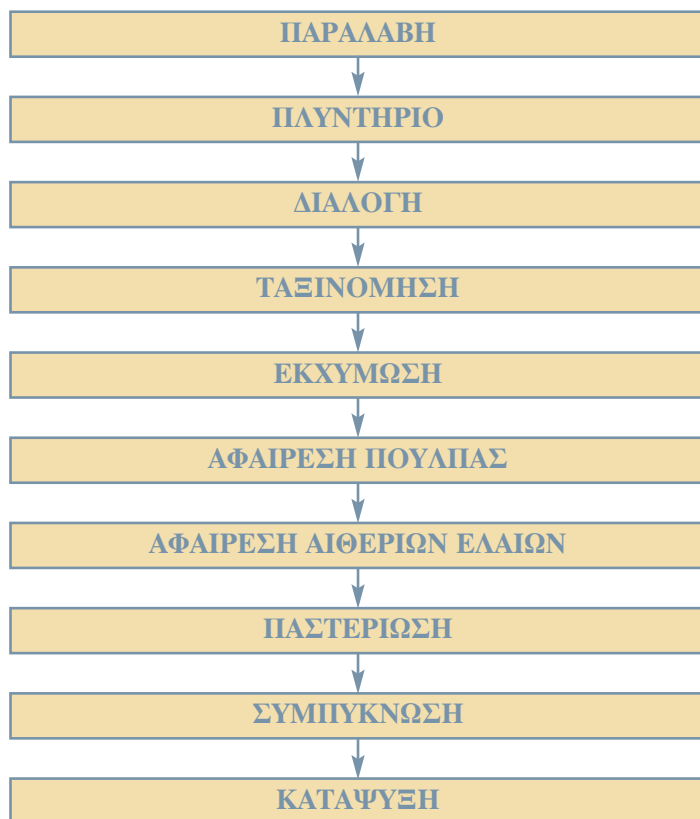 ΠΑΡΑΛΑΒΗ
ΠΛΥΝΤΗΡΙΟ
ΔΙΑΛΟΓΗ
ΤΑΞΙΝΟΜΗΣΗ
ΕΚΧΥΜΩΣΗ
ΑΦΑΙΡΕΣΗ ΠΟΥΛΠΑΣ
ΑΦΑΙΡΕΣΗ ΑΙΘΕΡΙΩΝ ΕΛΑΙΩΝ
ΠΑΣΤΕΡΙΩΣΗ
ΣΥΜΠΥΚΝΩΣΗ
ΚΑΤΑΨΥΞΗ